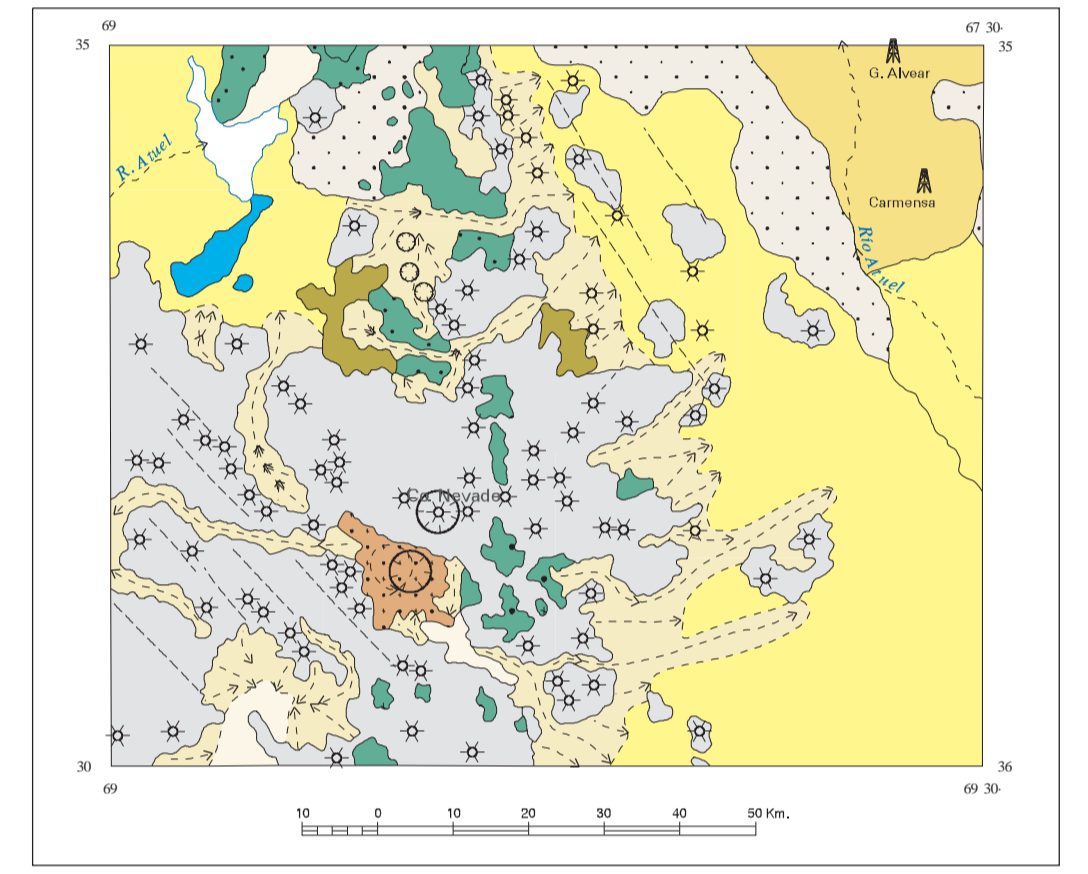 69
67 30·
35
35
G. Alvear
R. Atuel
Carmensa
Río Atuel
Co. Nevado
30
36
69
69 30·
10 0 10 20 30 40 50 Km.